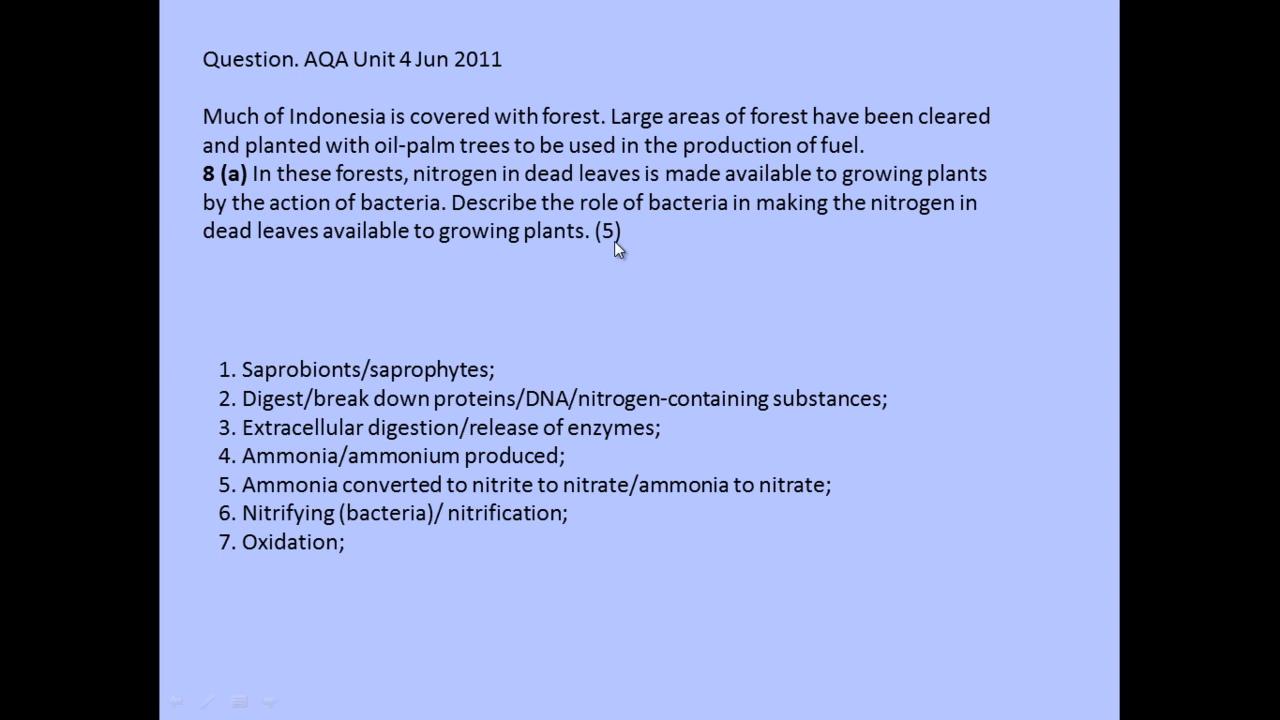 Question. AQA Unit 4 Jun 2011
Much of Indonesia is covered with forest. Large areas of forest have been cleared
and planted with oil-palm trees to be used in the production of fuel.
8 (a) In these forests, nitrogen in dead leaves is made available to growing plants
by the action of bacteria. Describe the role of bacteria in making the nitrogen in
dead leaves available to growing plants. (5)
1. Saprobionts/saprophytes;
2. Digest/break down proteins/DNA/nitrogen-containing substances;
3. Extracellular digestion/release of enzymes;
4. Ammonia/ammonium produced;
5. Ammonia converted to nitrite to nitrate/ammonia to nitrate;
6. Nitrifying (bacteria)/ nitrification;
7. Oxidation;